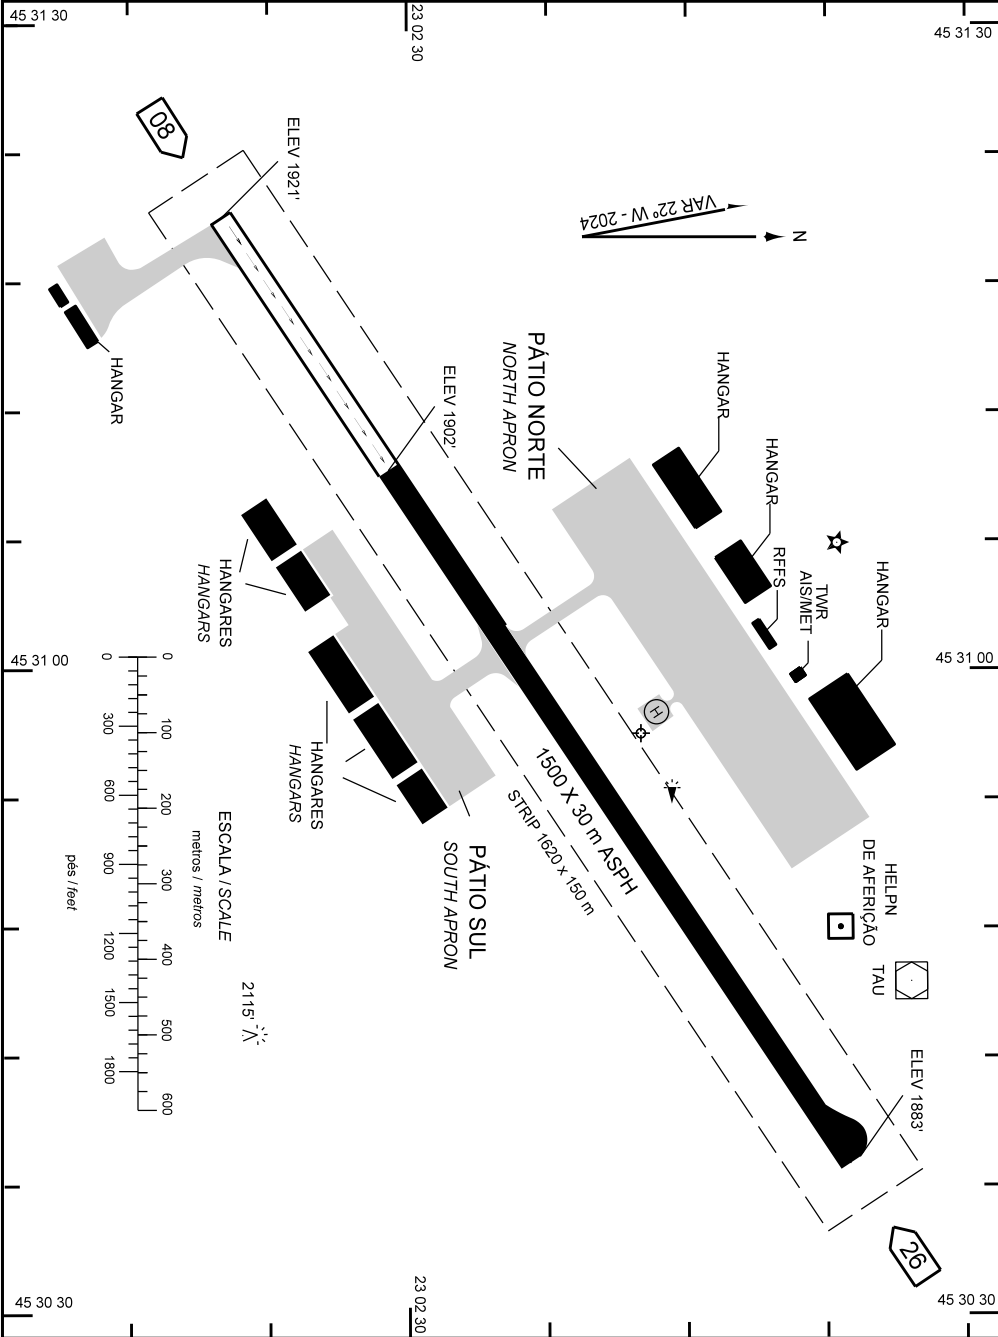 45 31 30
23 02 30
45 31 30
08
ELEV 1921'
VAR 22° W - 2024
N
HANGAR
ELEV 1902'
PÁTIO NORTE
NORTH APRON
HANGAR
HANGAR
RFFS
TWR
AIS/MET
HANGAR
HANGARES
HANGARS
45 31 00
45 31 00
H
HANGARES
HANGARS
1500 X 30 m ASPH
STRIP 1620 x 150 m
PÁTIO SUL
SOUTH APRON
HELPN
DE AFERIÇÃO
TAU
ESCALA / SCALE
metros / metros
0 100 200 300 400 500 600
0 300 600 900 1200 1500 1800
pés / feet
2115'
ELEV 1883'
26
45 30 30
23 02 30
45 30 30